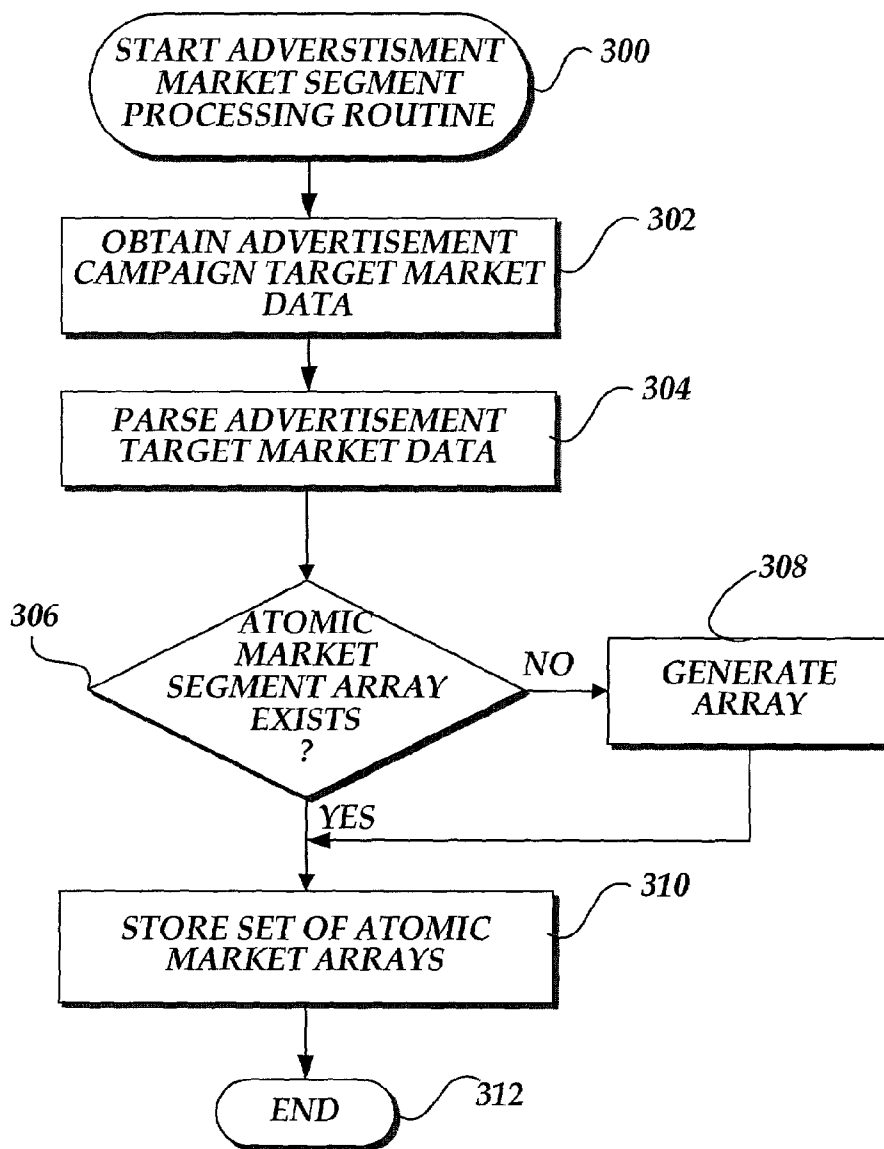 START ADVERSTISMENT
MARKET SEGMENT
PROCESSING ROUTINE
300
OBTAIN ADVERTISEMENT
CAMPAIGN TARGET MARKET
DATA
302
PARSE ADVERTISEMENT
TARGET MARKET DATA
304
306
ATOMIC
MARKET
SEGMENT ARRAY
EXISTS
?
NO
308
GENERATE
ARRAY
YES
STORE SET OF ATOMIC
MARKET ARRAYS
310
END
312